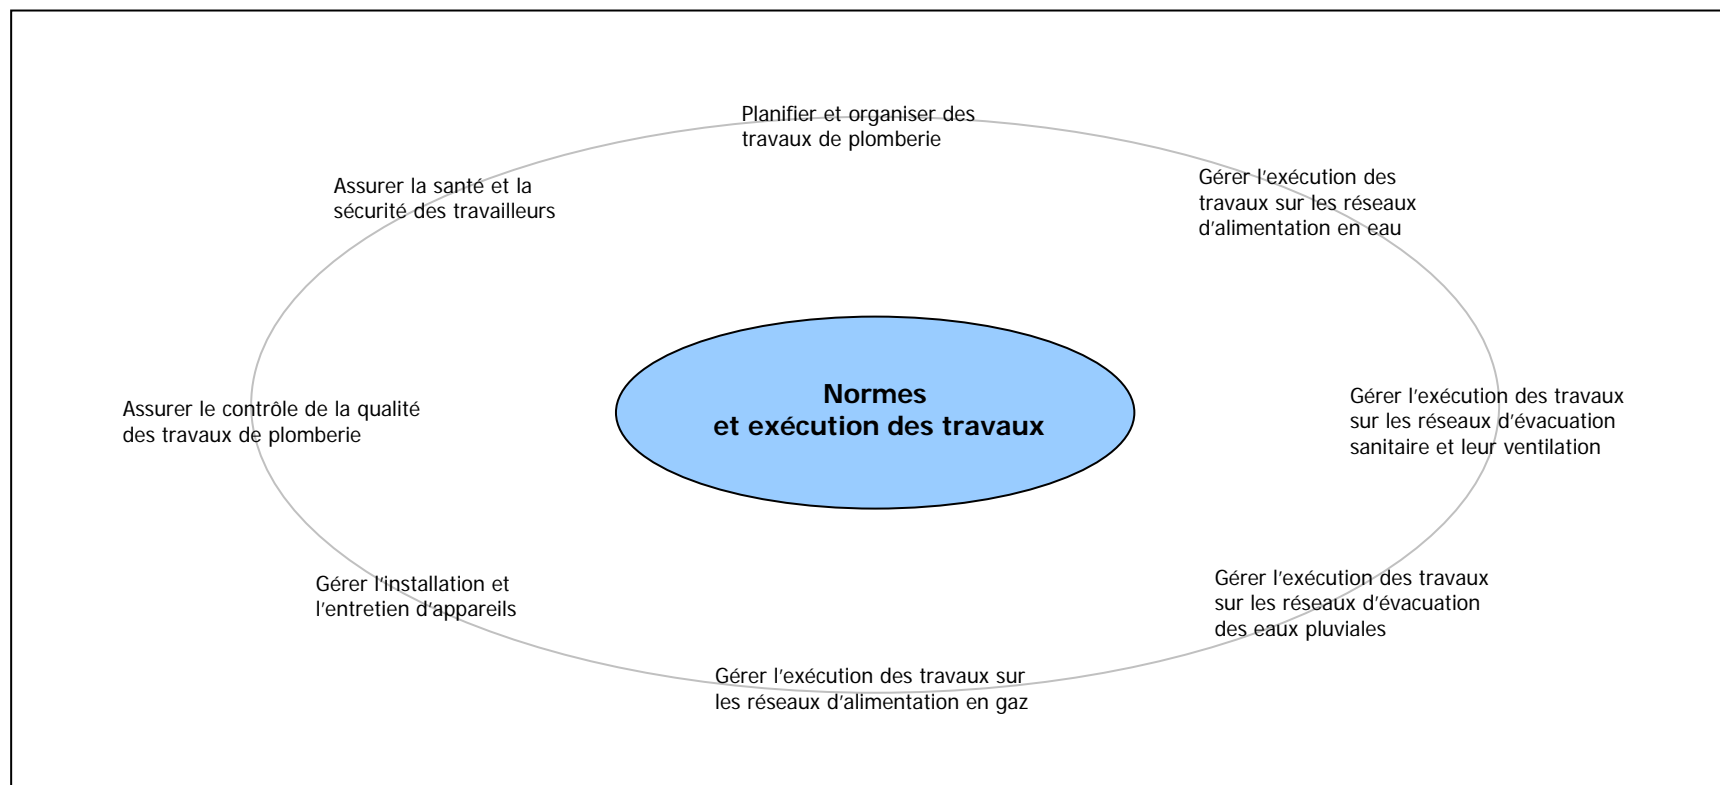 Planifier et organiser des
travaux de plomberie
Assurer la santé et la
sécurité des travailleurs
Gérer l'exécution des
travaux sur les réseaux
d'alimentation en eau
Normes
et exécution des travaux
Gérer l'exécution des travaux
sur les réseaux d'évacuation
sanitaire et leur ventilation
Assurer le contrôle de la qualité
des travaux de plomberie
Gérer l'installation et
l'entretien d'appareils
Gérer l'exécution des travaux
sur les réseaux d'évacuation
des eaux pluviales
Gérer l'exécution des travaux sur
les réseaux d'alimentation en gaz